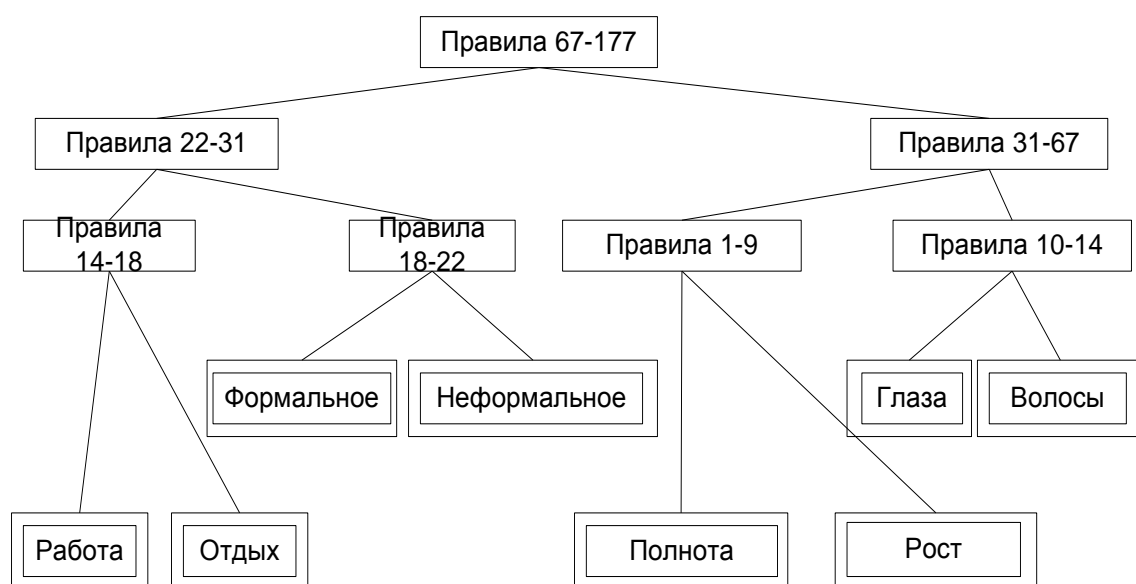 Правила 67-177
Правила 22-31
Правила 31-67
Правила
14-18
Правила
18-22
Правила 1-9
Правила 10-14
Формальное
Неформальное
Глаза
Волосы
Работа
Отдых
Полнота
Рост